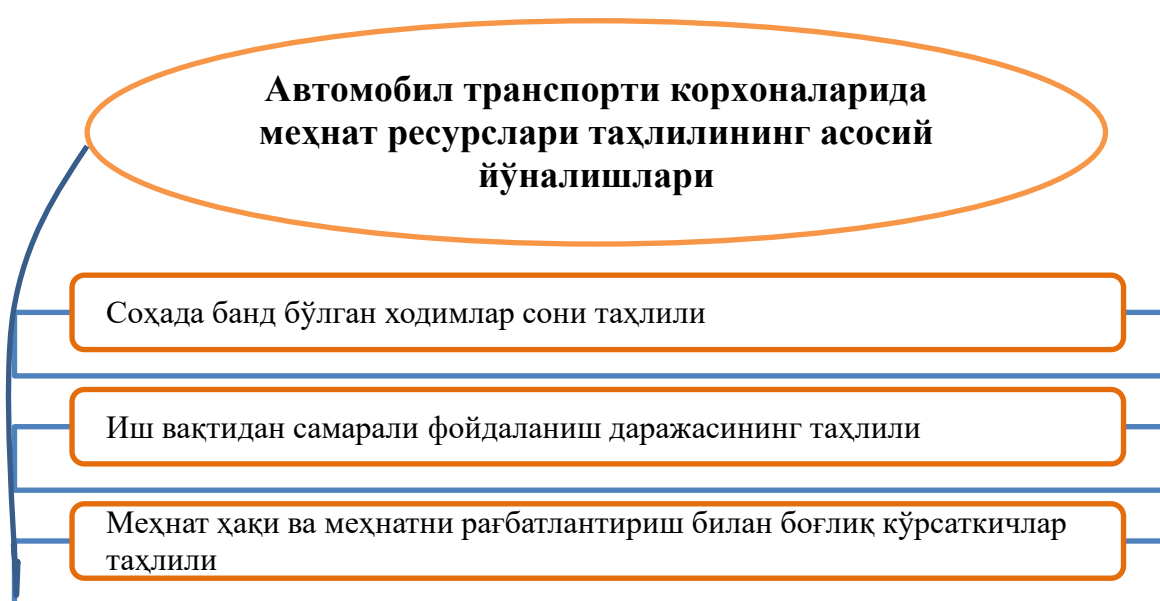 Автомобил транспорти корхоналарида
меҳнат ресурслари таҳлилининг асосий
йўналишлари
Соҳада банд бўлган ходимлар сони таҳлили
Иш вақтидан самарали фойдаланиш даражасининг таҳлили
Меҳнат ҳақи ва меҳнатни рағбатлантириш билан боғлиқ кўрсаткичлар
таҳлили